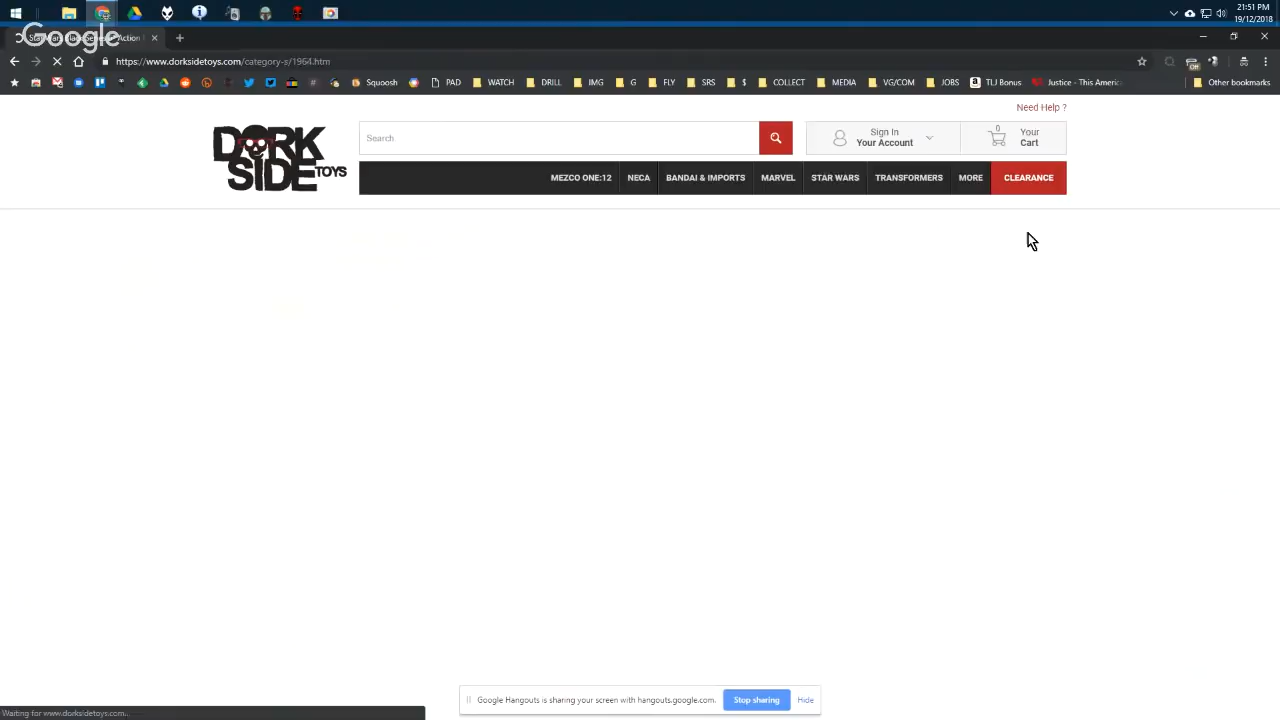 21:51 PM
19/12/2018
Google
https://www.dorksidetoys.com/category-s/1964.htm
Squoosh
PAD
WATCH
DRILL
IMG
G
FLY
SRS
$
COLLECT
MEDIA
VG/COM
JOBS
TLJ Bonus
Justice - This Americ
Other bookmarks
Need Help ?
DORK
SIDE TOYS
Search
Sign In
Your Account
0
Your
Cart
MEZCO ONE:12
NECA
BANDAI & IMPORTS
MARVEL
STAR WARS
TRANSFORMERS
MORE
CLEARANCE
Google Hangouts is sharing your screen with hangouts.google.com.
Stop sharing
Hide
Waiting for www.dorksidetoys.com...